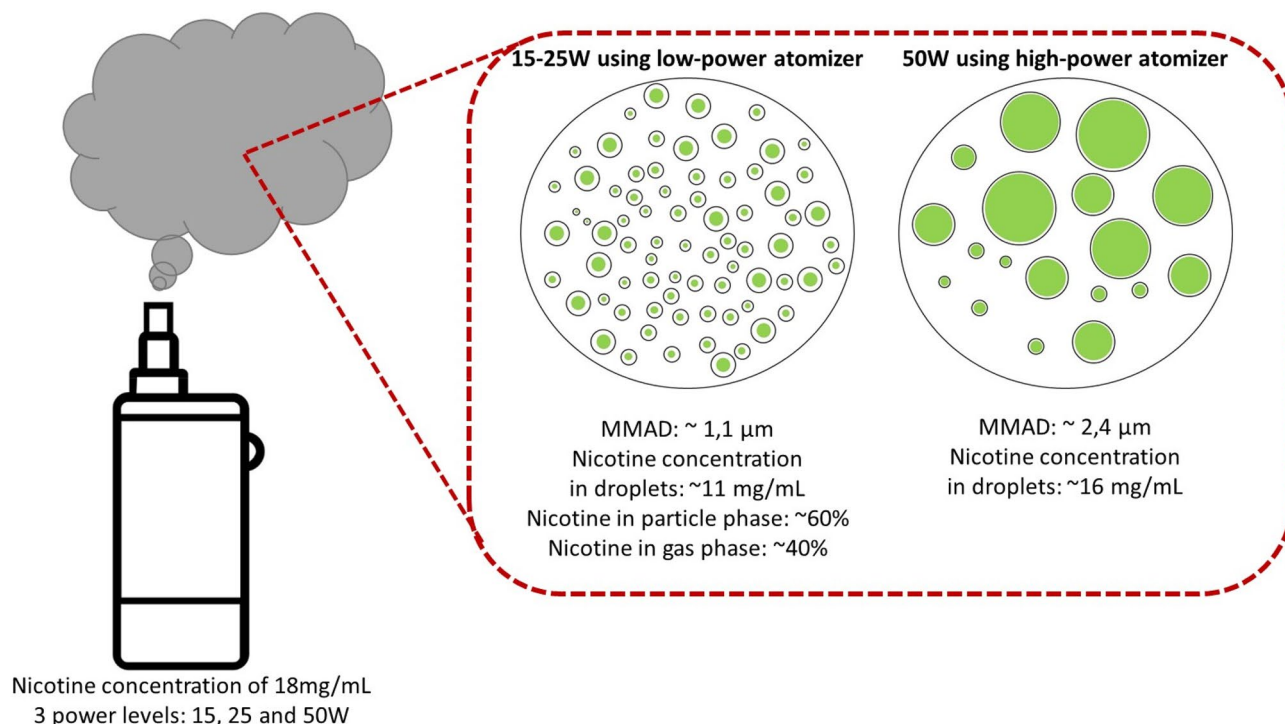 15-25W using low-power atomizer
50W using high-power atomizer
MMAD: ~ 1,1 µm
Nicotine concentration
in droplets: ~11 mg/mL
Nicotine in particle phase: ~60%
Nicotine in gas phase: ~40%
MMAD: ~ 2,4 µm
Nicotine concentration
in droplets: ~16 mg/mL
Nicotine concentration of 18mg/mL
3 power levels: 15, 25 and 50W